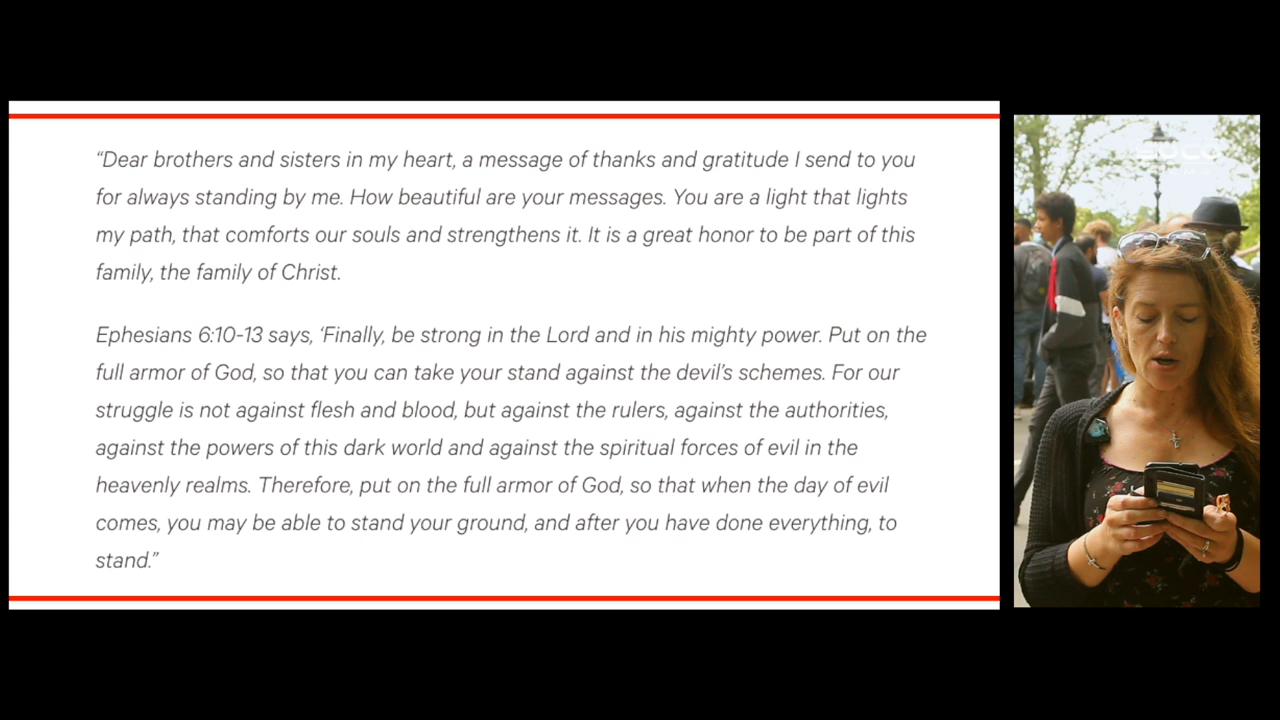 “Dear brothers and sisters in my heart, a message of thanks and gratitude I send to you
for always standing by me. How beautiful are your messages. You are a light that lights
my path, that comforts our souls and strengthens it. It is a great honor to be part of this
family, the family of Christ.
Ephesians 6:10-13 says, ‘Finally, be strong in the Lord and in his mighty power. Put on the
full armor of God, so that you can take your stand against the devil’s schemes. For our
struggle is not against flesh and blood, but against the rulers, against the authorities,
against the powers of this dark world and against the spiritual forces of evil in the
heavenly realms. Therefore, put on the full armor of God, so that when the day of evil
comes, you may be able to stand your ground, and after you have done everything, to
stand.”